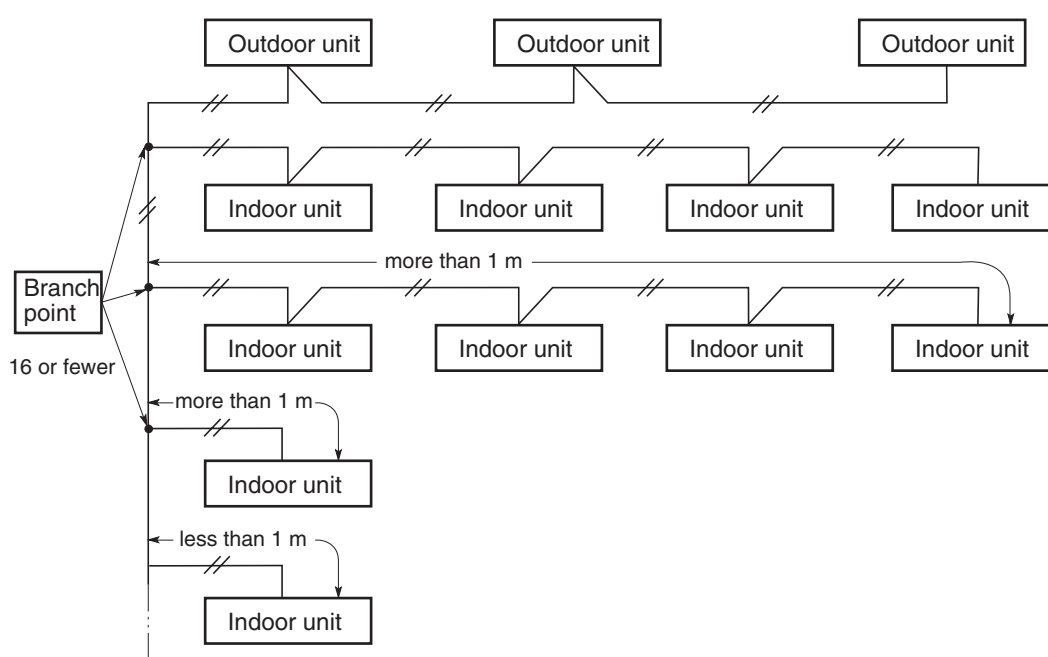 Outdoor unit
Outdoor unit
Outdoor unit
Indoor unit
Indoor unit
Indoor unit
Indoor unit
more than 1 m
Branch
point
16 or fewer
Indoor unit
Indoor unit
Indoor unit
Indoor unit
more than 1 m
Indoor unit
less than 1 m
Indoor unit